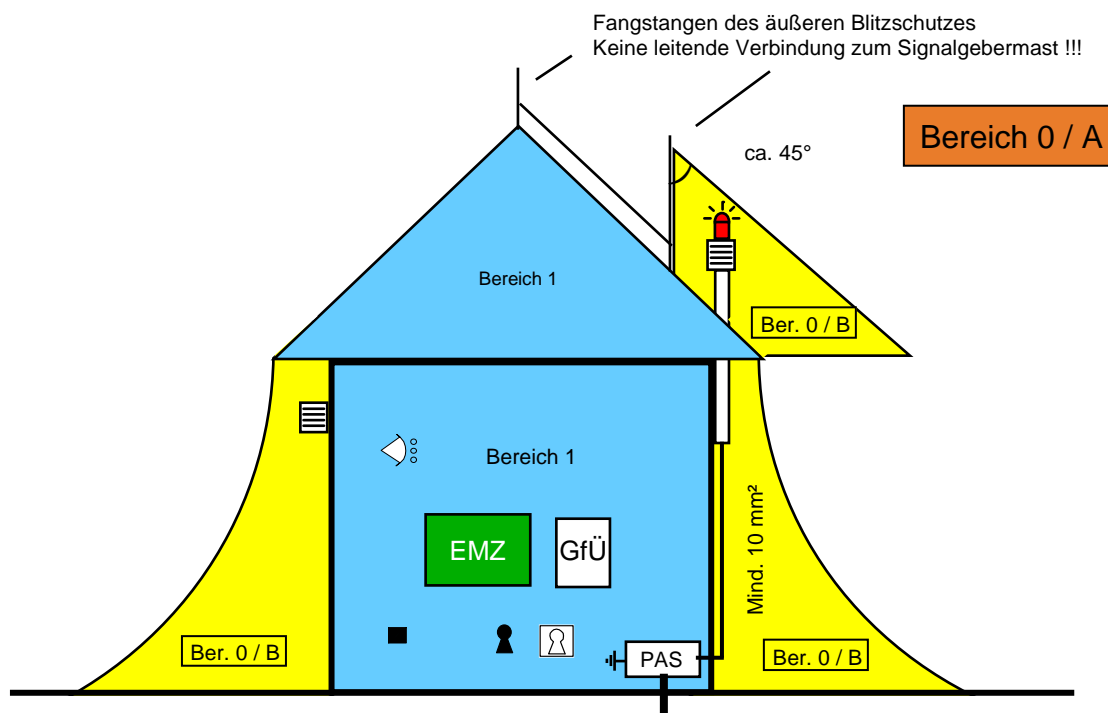 Fangstangen des äußeren Blitzschutzes
Keine leitende Verbindung zum Signalgebermast !!!
Bereich 0 / A
ca. 45°
Bereich 1
Ber. 0 / B
Bereich 1
EMZ
GfÜ
Mind. 10 mm²
Ber. 0 / B
PAS
Ber. 0 / B